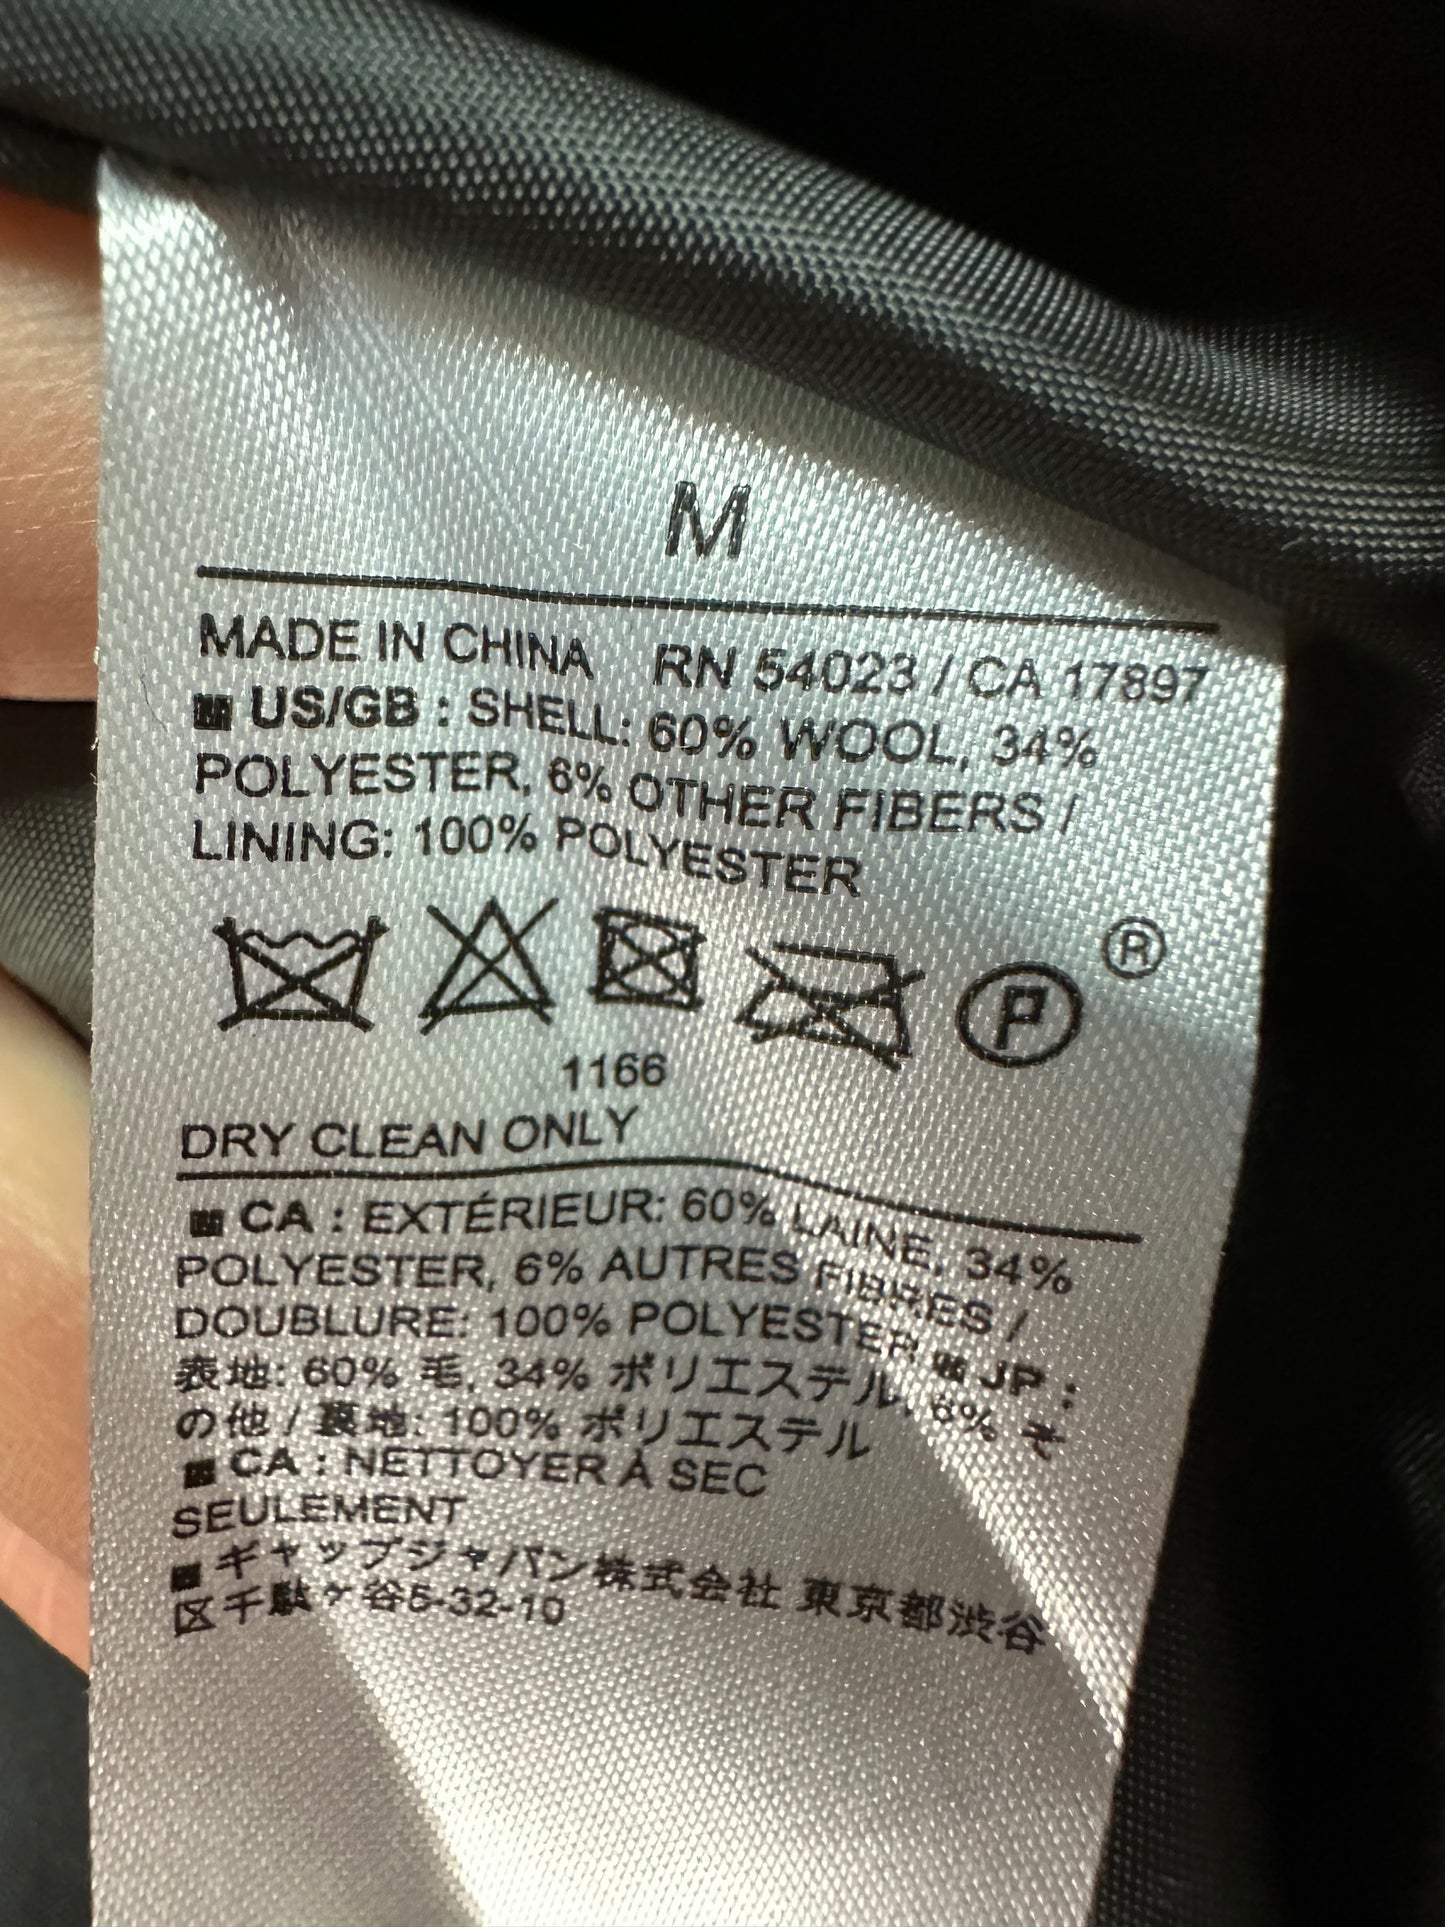 M
MADE IN CHINA RN 54023 / CA 17897
US/GB : SHELL: 60% WOOL, 34%
POLYESTER, 6% OTHER FIBERS /
LINING: 100% POLYESTER
P ®
1166
DRY CLEAN ONLY
CA : EXTÉRIEUR: 60% LAINE, 34%
POLYESTER, 6% AUTRES FIBRES /
DOUBLURE: 100% POLYESTER JP :
表地: 60% 毛, 34% ポリエステル, 6% そ
の他 / 裏地: 100% ポリエステル
CA : NETTOYER À SEC
SEULEMENT
ギャップジャパン株式会社 東京都渋谷
区千駄ヶ谷5-32-10